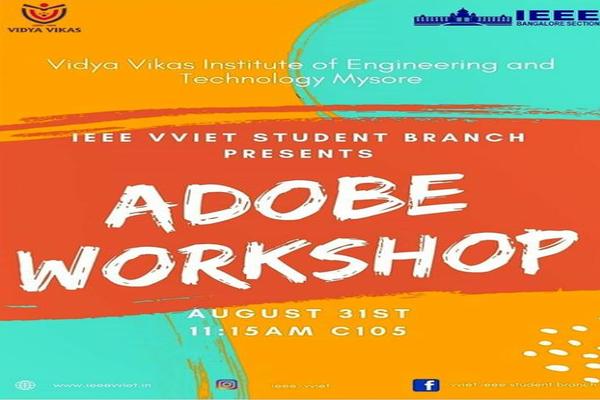 VIDYA VIKAS
IEEE
BANGALORE SECTION
Vidya Vikas Institute of Engineering and
Technology Mysore
IEEE VVIET STUDENT BRANCH
PRESENTS
ADOBE
WORKSHOP
AUGUST 31ST
11:15AM C105
www.ieeevviet.in
ieee_vviet
vviet ieee student branch